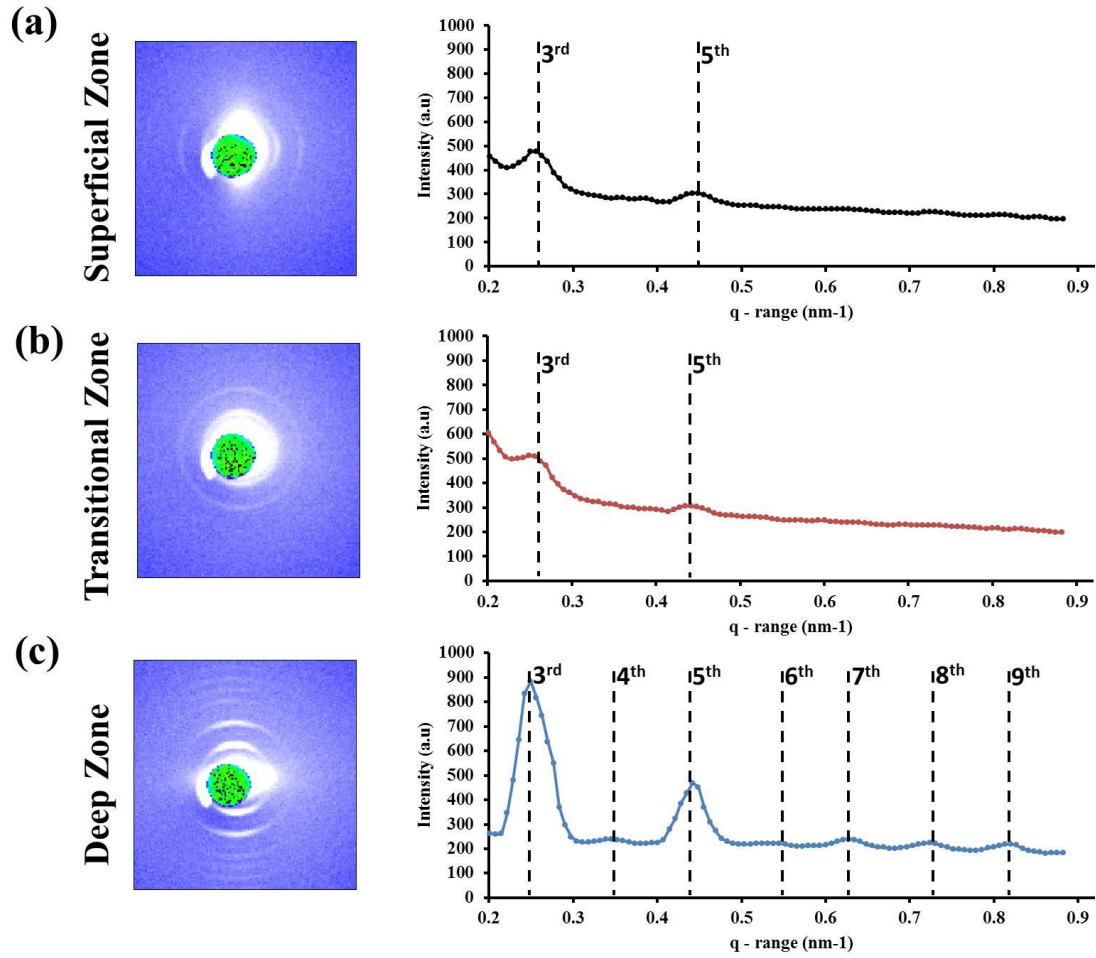 (a)
Superficial Zone
1000
900
800
700
600
500
400
300
200
100
0
Intensity (a.u)
3rd
5th
0.2 0.3 0.4 0.5 0.6 0.7 0.8 0.9
q - range (nm-1)
(b)
Transitional Zone
1000
900
800
700
600
500
400
300
200
100
0
Intensity (a.u)
3rd
5th
0.2 0.3 0.4 0.5 0.6 0.7 0.8 0.9
q - range (nm-1)
(c)
Deep Zone
1000
900
800
700
600
500
400
300
200
100
0
Intensity (a.u)
3rd 4th 5th 6th 7th 8th 9th
0.2 0.3 0.4 0.5 0.6 0.7 0.8 0.9
q - range (nm-1)